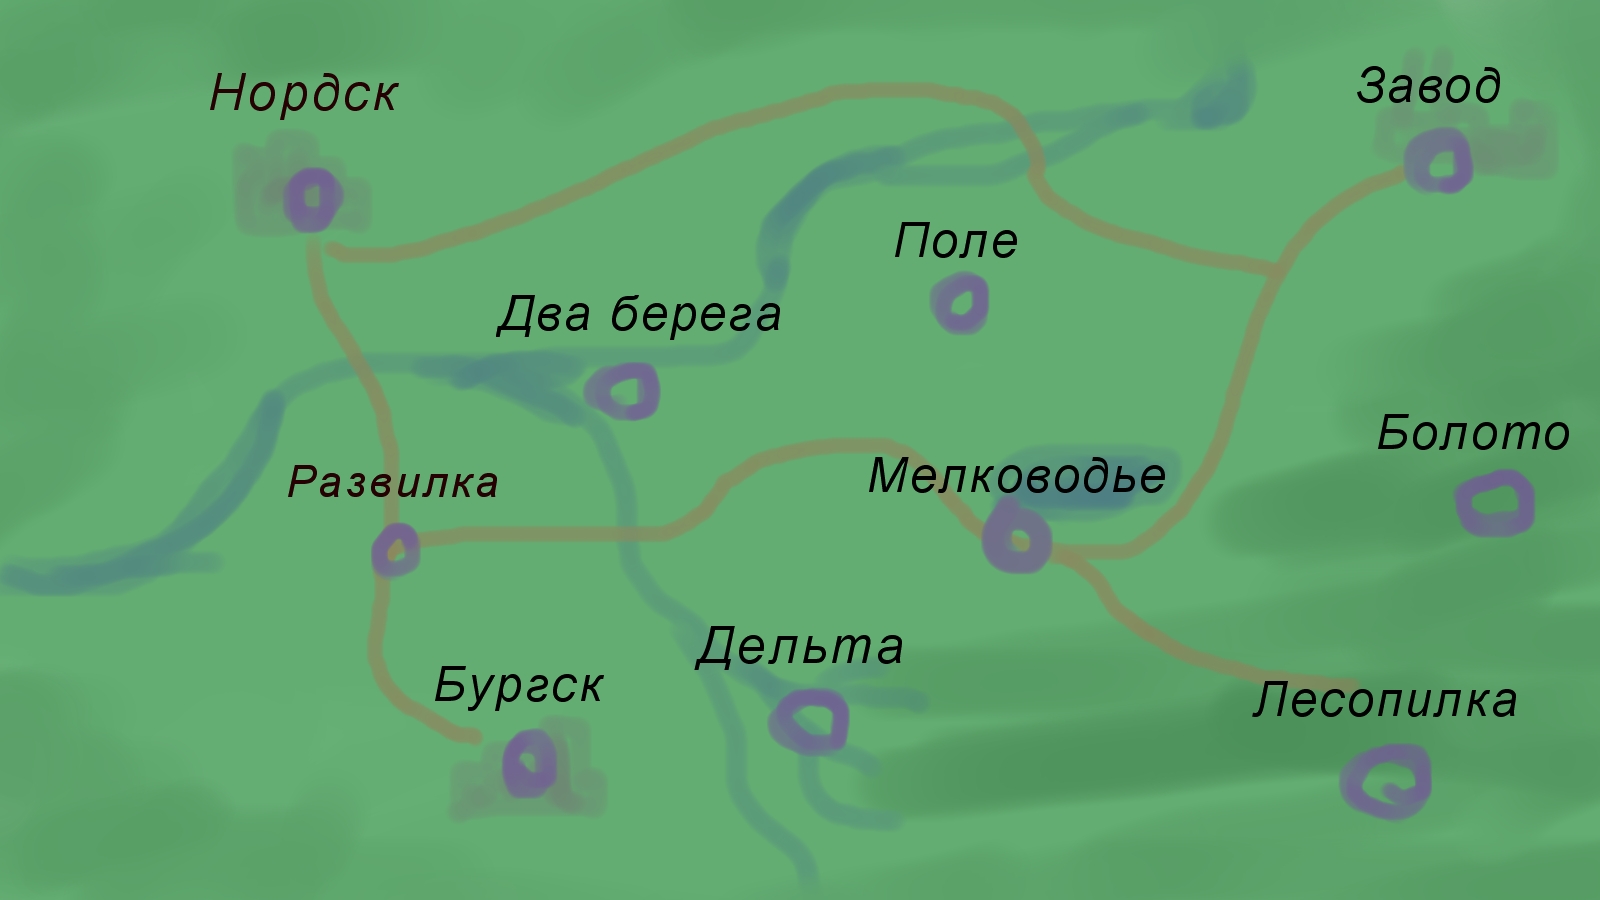 Нордск
Завод
Поле
Два берега
Болото
Развилка
Мелководье
Дельта
Бургск
Лесопилка